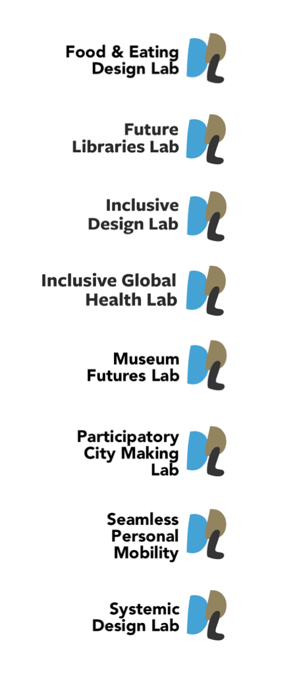 Food & Eating
Design Lab
Future
Libraries Lab
Inclusive
Design Lab
Inclusive Global
Health Lab
Museum
Futures Lab
Participatory
City Making
Lab
Seamless
Personal
Mobility
Systemic
Design Lab